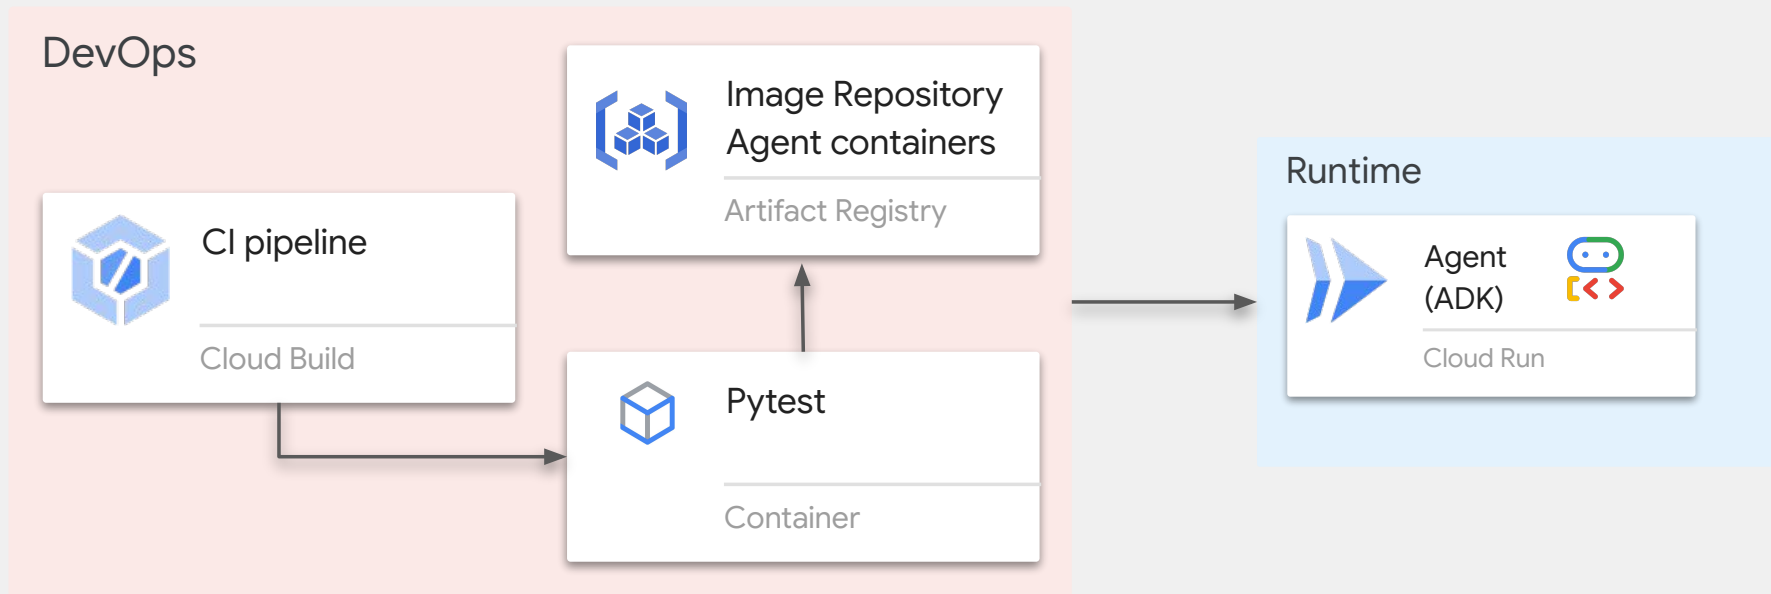 DevOps
Image Repository
Agent containers
Artifact Registry
CI pipeline
Cloud Build
Pytest
Container
Runtime
Agent
(ADK)
Cloud Run